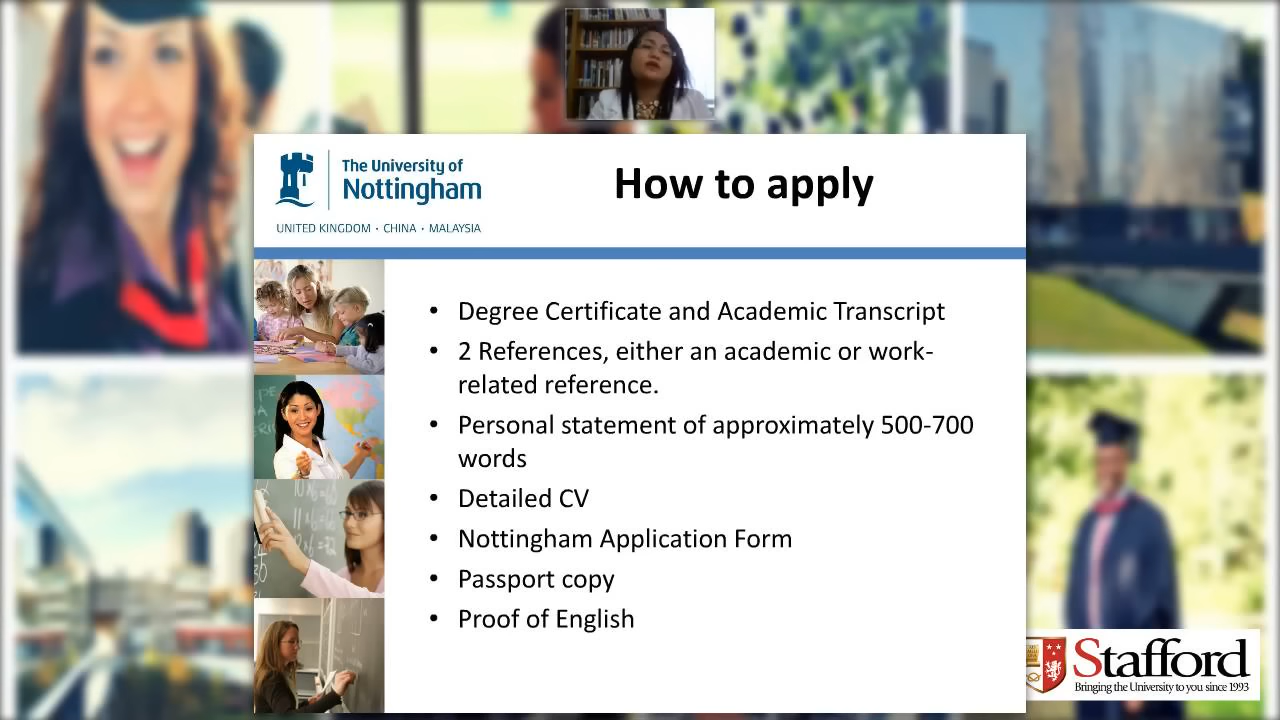 The University of
Nottingham
UNITED KINGDOM · CHINA · MALAYSIA
How to apply
• Degree Certificate and Academic Transcript
• 2 References, either an academic or work-
related reference.
• Personal statement of approximately 500-700
words
• Detailed CV
• Nottingham Application Form
• Passport copy
• Proof of English
Stafford
Bringing the University to you since 1993